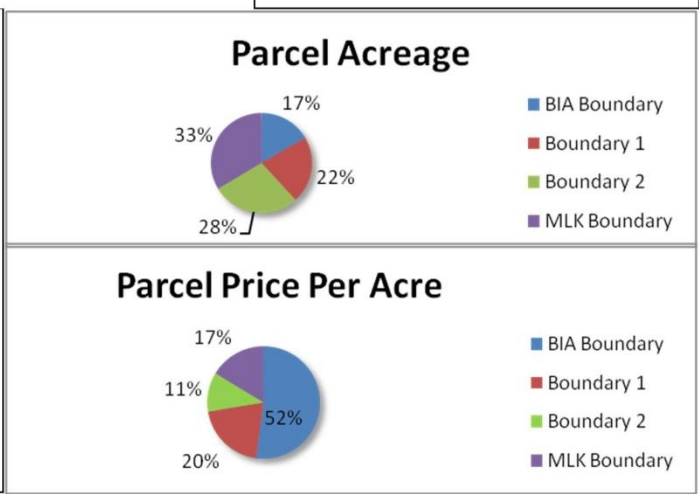 Parcel Acreage
17%
33%
22%
28%
BIA Boundary
Boundary 1
Boundary 2
MLK Boundary
Parcel Price Per Acre
17%
11%
52%
20%
BIA Boundary
Boundary 1
Boundary 2
MLK Boundary